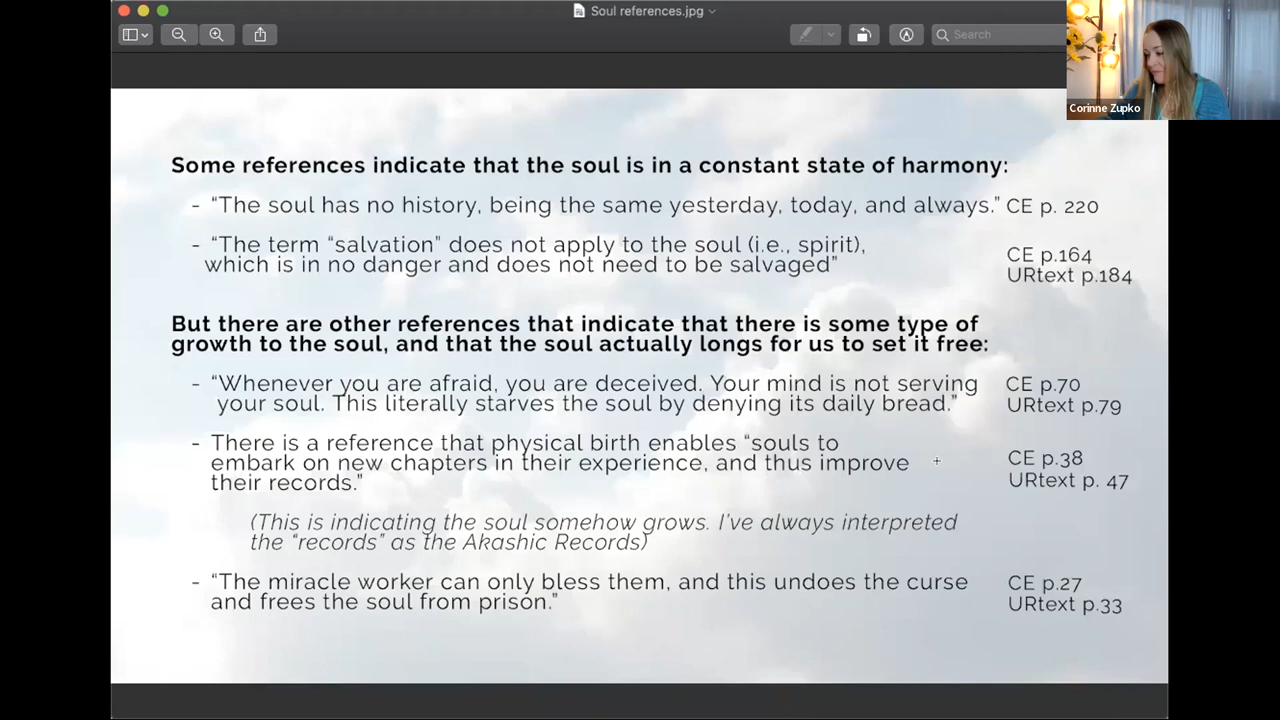 Soul references.jpg
Search
Corinne Zupko
Some references indicate that the soul is in a constant state of harmony:
- “The soul has no history, being the same yesterday, today, and always.” CE p. 220
- “The term “salvation” does not apply to the soul (i.e., spirit),
which is in no danger and does not need to be salvaged”
CE p.164
URtext p.184
But there are other references that indicate that there is some type of
growth to the soul, and that the soul actually longs for us to set it free:
- “Whenever you are afraid, you are deceived. Your mind is not serving
your soul. This literally starves the soul by denying its daily bread.”
CE p.70
URtext p.79
- There is a reference that physical birth enables “souls to
embark on new chapters in their experience, and thus improve
their records.”
CE p.38
URtext p. 47
(This is indicating the soul somehow grows. I’ve always interpreted
the “records” as the Akashic Records)
- “The miracle worker can only bless them, and this undoes the curse
and frees the soul from prison.”
CE p.27
URtext p.33